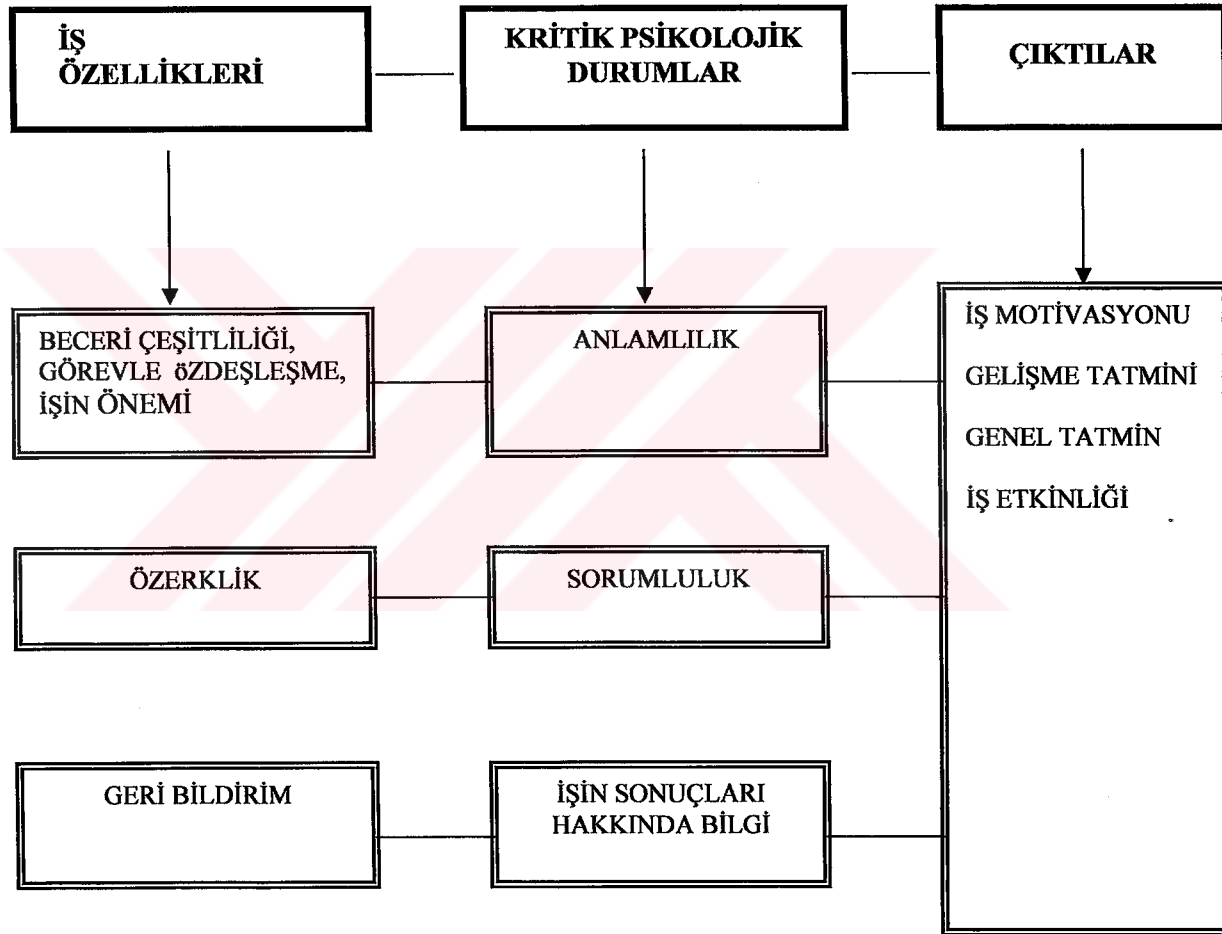 İŞ
ÖZELLİKLERİ
KRİTİK PSİKOLOJİK
DURUMLAR
ÇIKTILAR
BECERİ ÇEŞİTLİLİĞİ,
GÖREVLE öZDEŞLEŞME,
İŞİN ÖNEMİ
ANLAMLILIK
İŞ MOTİVASYONU
GELİŞME TATMİNİ
GENEL TATMİN
İŞ ETKİNLİĞİ
ÖZERKLİK
SORUMLULUK
GERİ BİLDİRİM
İŞİN SONUÇLARI
HAKKINDA BİLGİ